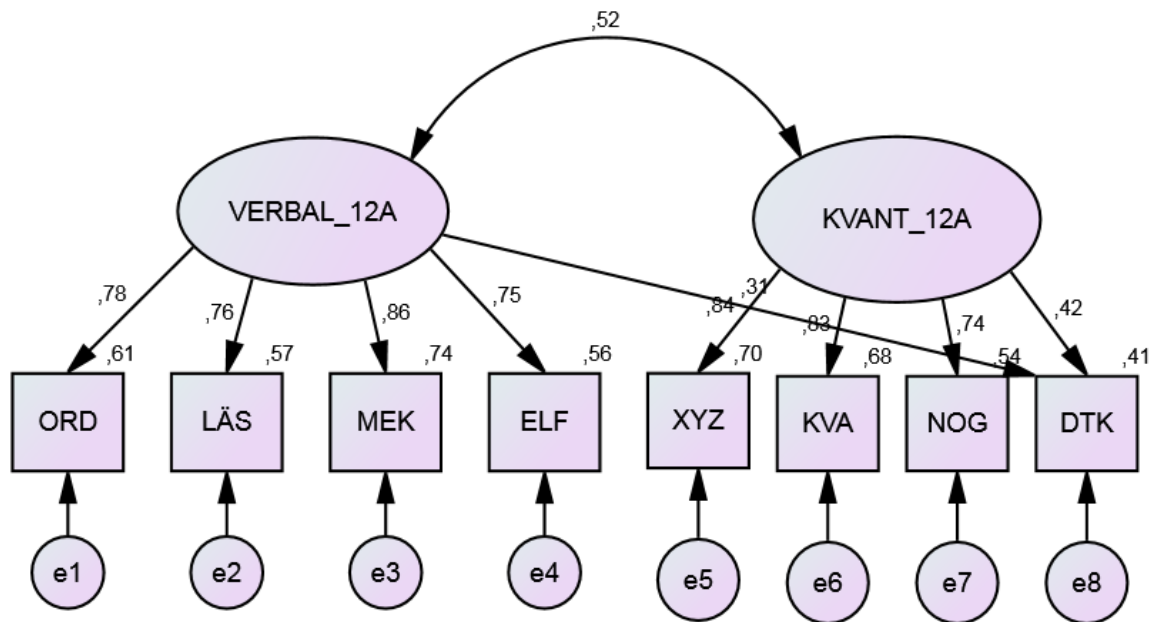 ,52
VERBAL_12A
KVANT_12A
,78
,76
,86
,75
,31
,84
,83
,74
,42
,61
,57
,74
,56
,70
,68
,54
,41
ORD
LÄS
MEK
ELF
XYZ
KVA
NOG
DTK
e1
e2
e3
e4
e5
e6
e7
e8